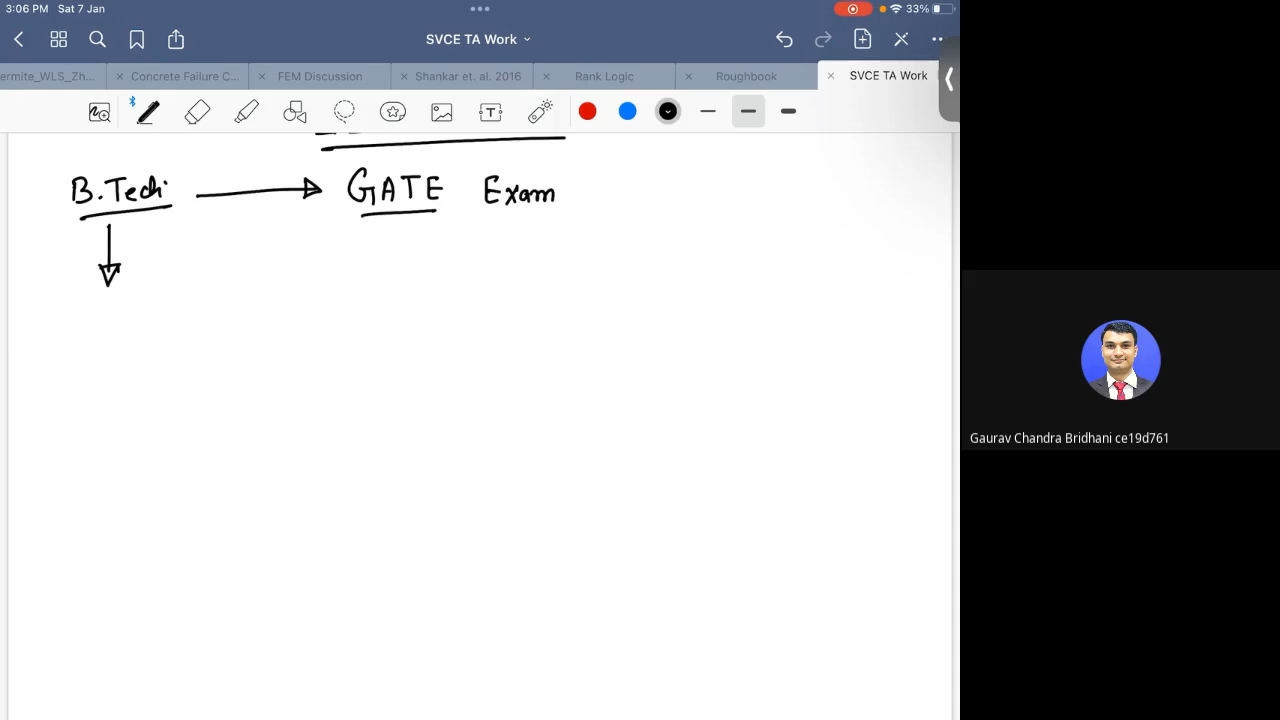 3:06 PM Sat 7 Jan
33%
SVCE TA Work
ermite_WLS_Zh...
Concrete Failure C...
FEM Discussion
Shankar et. al. 2016
Rank Logic
Roughbook
SVCE TA Work
B.Tech. GATE Exam
Gaurav Chandra Bridhani ce19d761